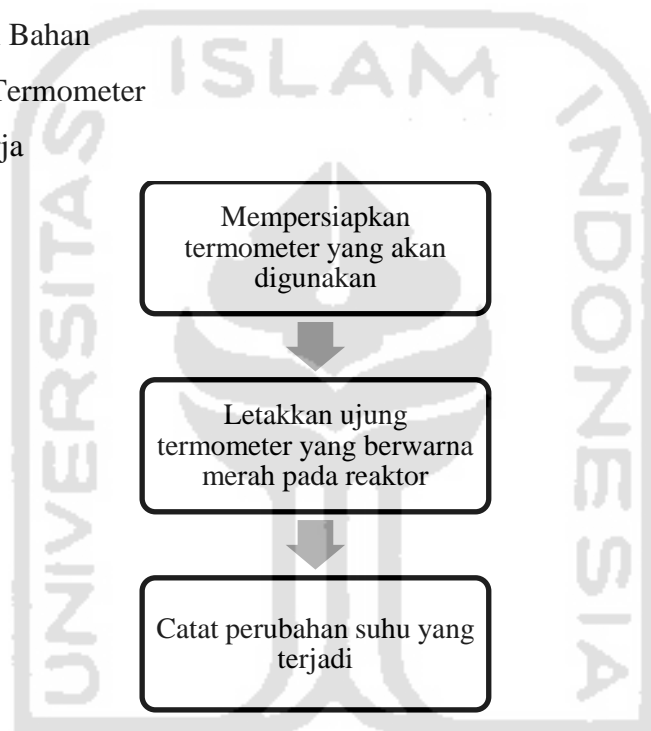 Bahan
Termometer
ja
ISLAM
UNIVERSITAS
INDONESIA
Mempersiapkan
termometer yang akan
digunakan
Letakkan ujung
termometer yang berwarna
merah pada reaktor
Catat perubahan suhu yang
terjadi